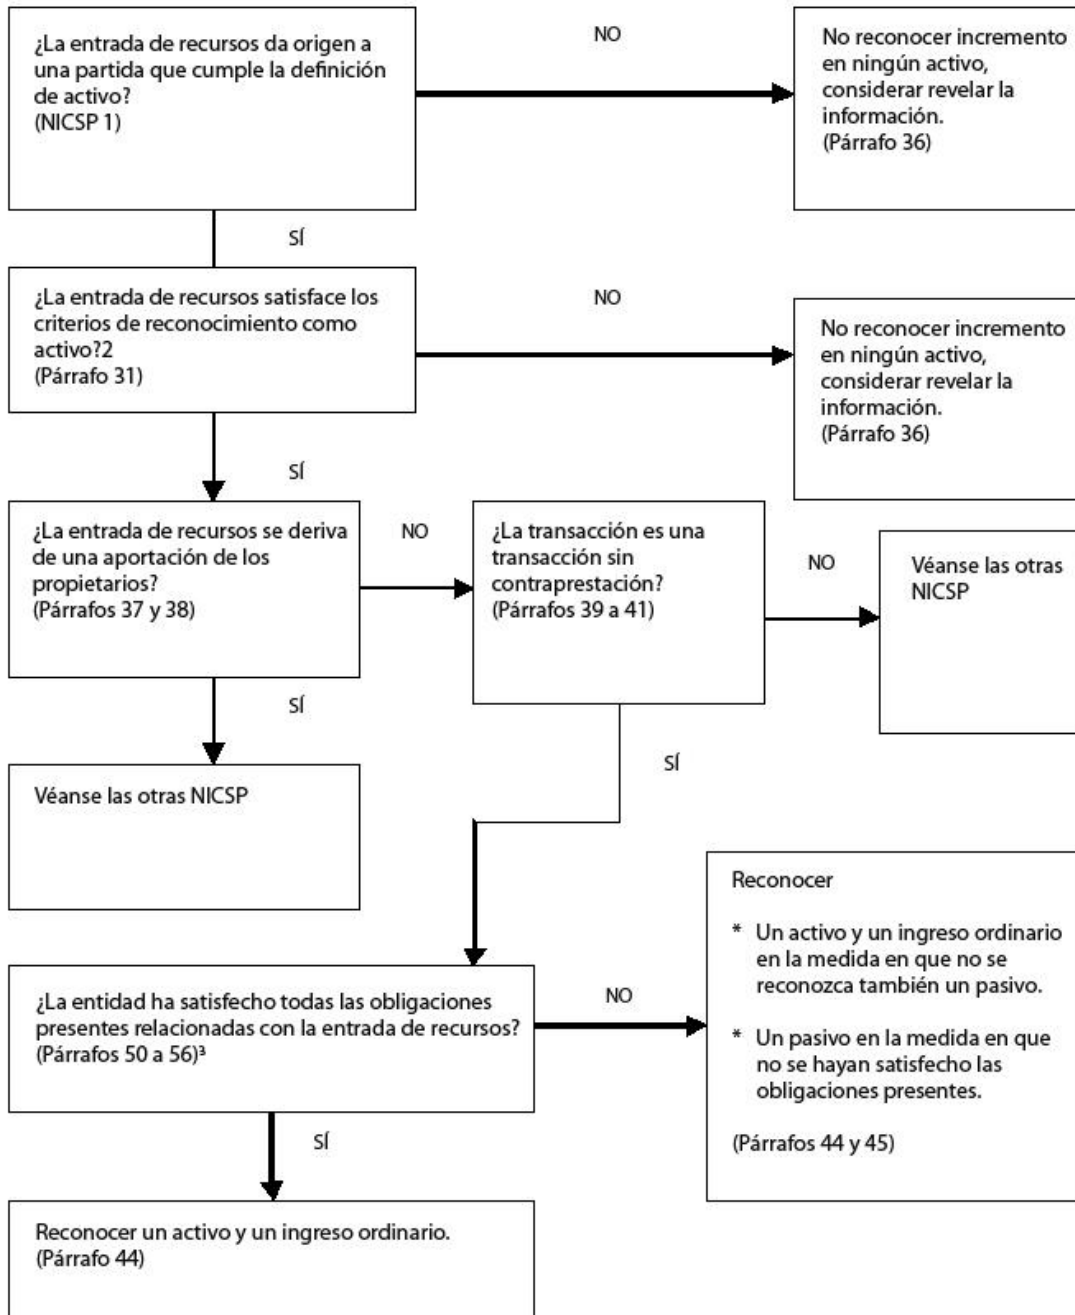 ¿La entrada de recursos da origen a
una partida que cumple la definición
de activo?
(NICSP 1)
NO
No reconocer incremento
en ningún activo,
considerar revelar la
información.
(Párrafo 36)
SÍ
¿La entrada de recursos satisface los
criterios de reconocimiento como
activo?2
(Párrafo 31)
NO
No reconocer incremento
en ningún activo,
considerar revelar la
información.
(Párrafo 36)
SÍ
¿La entrada de recursos se deriva
de una aportación de los
propietarios?
(Párrafos 37 y 38)
NO
¿La transacción es una
transacción sin
contraprestación?
(Párrafos 39 a 41)
NO
Véanse las otras
NICSP
SÍ
Véanse las otras NICSP
SÍ
¿La entidad ha satisfecho todas las obligaciones
presentes relacionadas con la entrada de recursos?
(Párrafos 50 a 56)³
NO
Reconocer
* Un activo y un ingreso ordinario
en la medida en que no se
reconozca también un pasivo.
* Un pasivo en la medida en que
no se hayan satisfecho las
obligaciones presentes.
(Párrafos 44 y 45)
SÍ
Reconocer un activo y un ingreso ordinario.
(Párrafo 44)